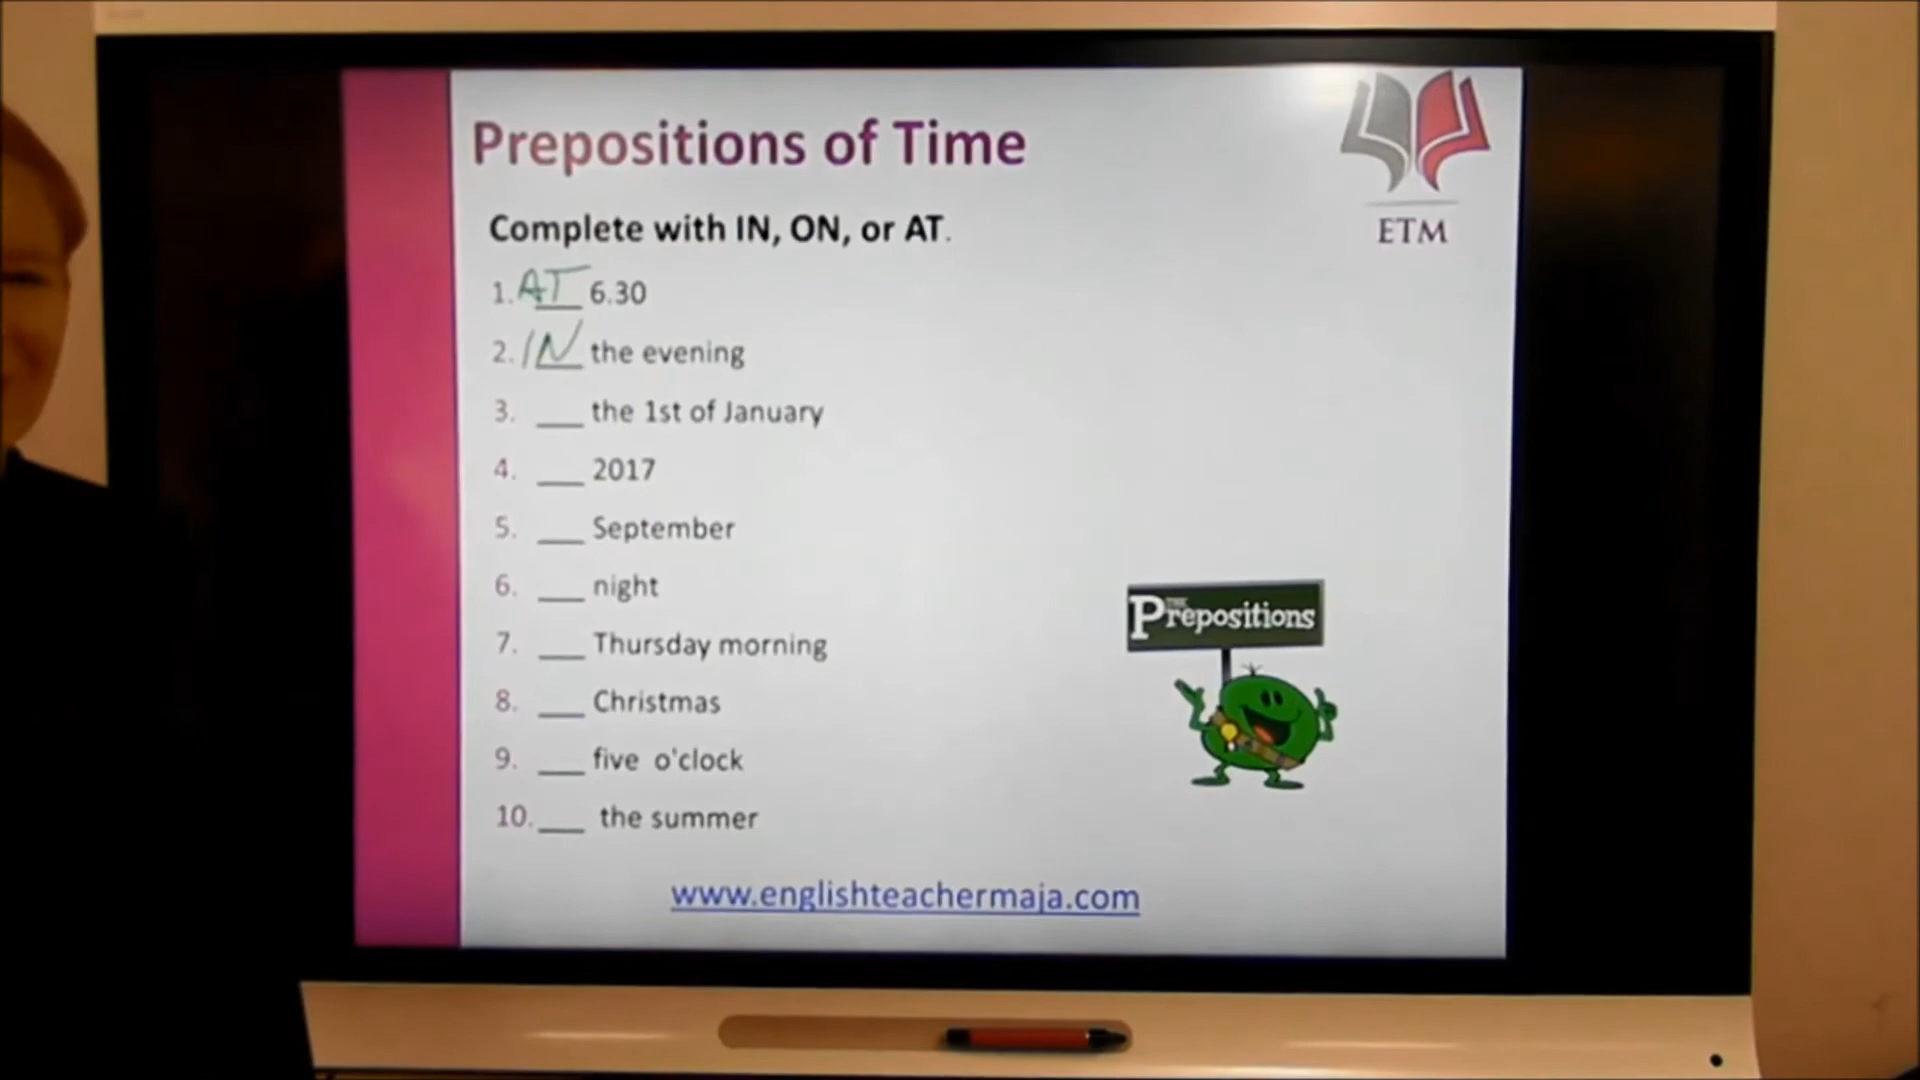 Prepositions of Time
ETM
Complete with IN, ON, or AT.
1. AT 6.30
2. IN the evening
3. ___ the 1st of January
4. ___ 2017
5. ___ September
6. ___ night
7. ___ Thursday morning
8. ___ Christmas
9. ___ five o'clock
10. ___ the summer
THE Prepositions
www.englishteachermaja.com